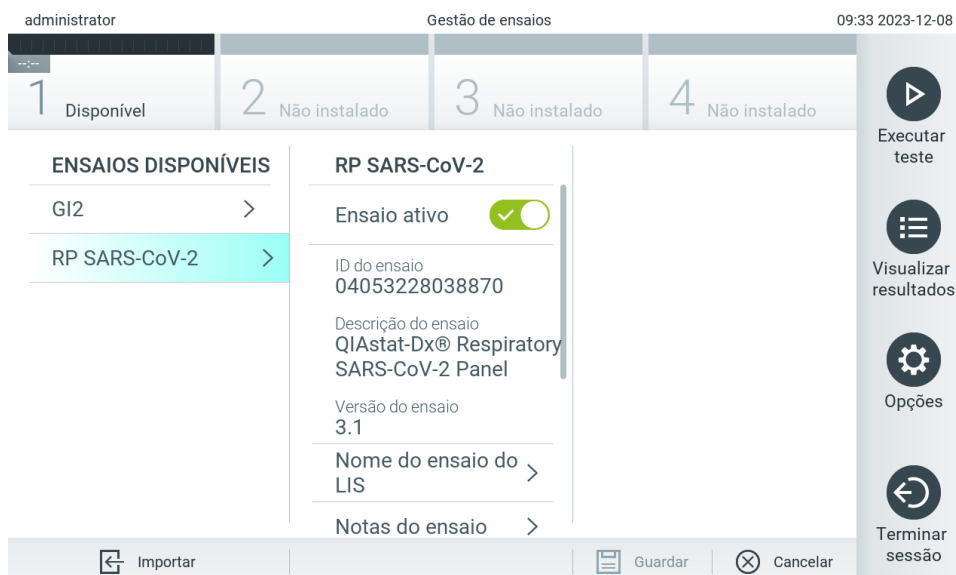 administrator
Gestão de ensaios
09:33 2023-12-08
--:--
1 Disponível
2 Não instalado
3 Não instalado
4 Não instalado
ENSAIOS DISPONÍVEIS
GI2
RP SARS-CoV-2
RP SARS-CoV-2
Ensaio ativo
ID do ensaio
04053228038870
Descrição do ensaio
QIAstat-Dx® Respiratory
SARS-CoV-2 Panel
Versão do ensaio
3.1
Nome do ensaio do
LIS
Notas do ensaio
Executar
teste
Visualizar
resultados
Opções
Terminar
sessão
Importar
Guardar
Cancelar